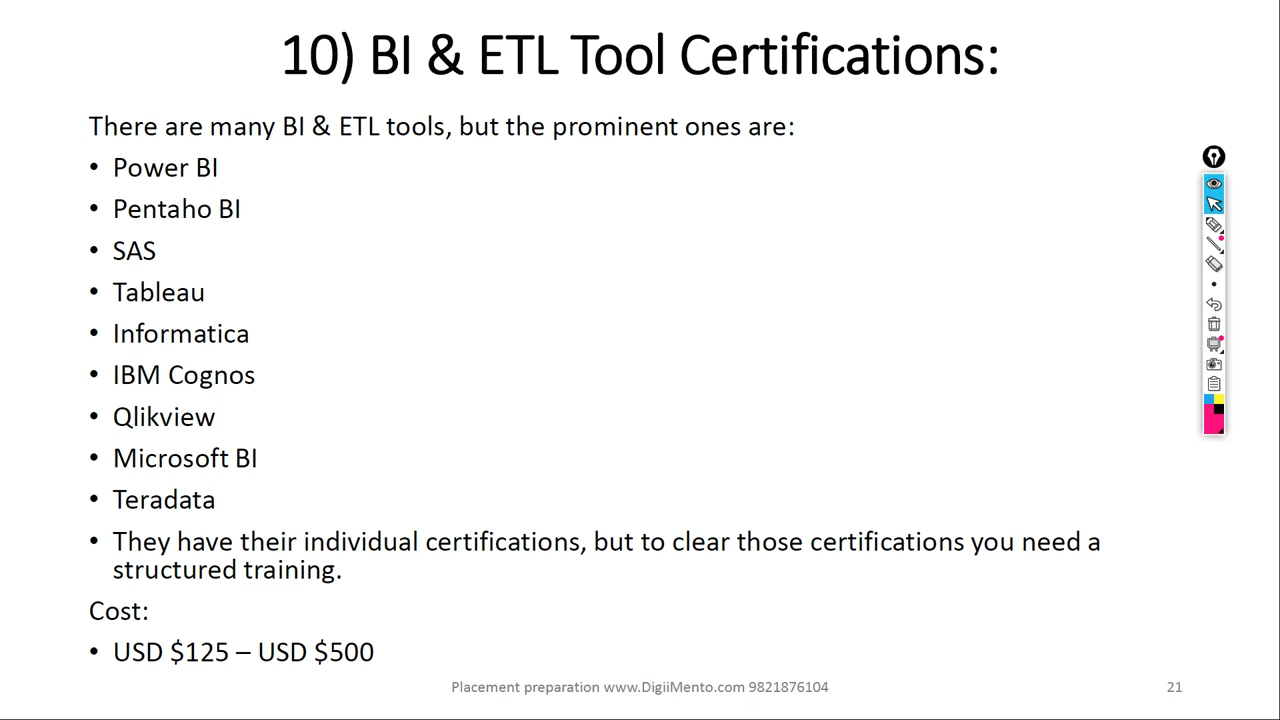 10) BI & ETL Tool Certifications:
There are many BI & ETL tools, but the prominent ones are:
• Power BI
• Pentaho BI
• SAS
• Tableau
• Informatica
• IBM Cognos
• Qlikview
• Microsoft BI
• Teradata
• They have their individual certifications, but to clear those certifications you need a
structured training.
Cost:
• USD $125 – USD $500
Placement preparation www.DigiiMento.com 9821876104
21